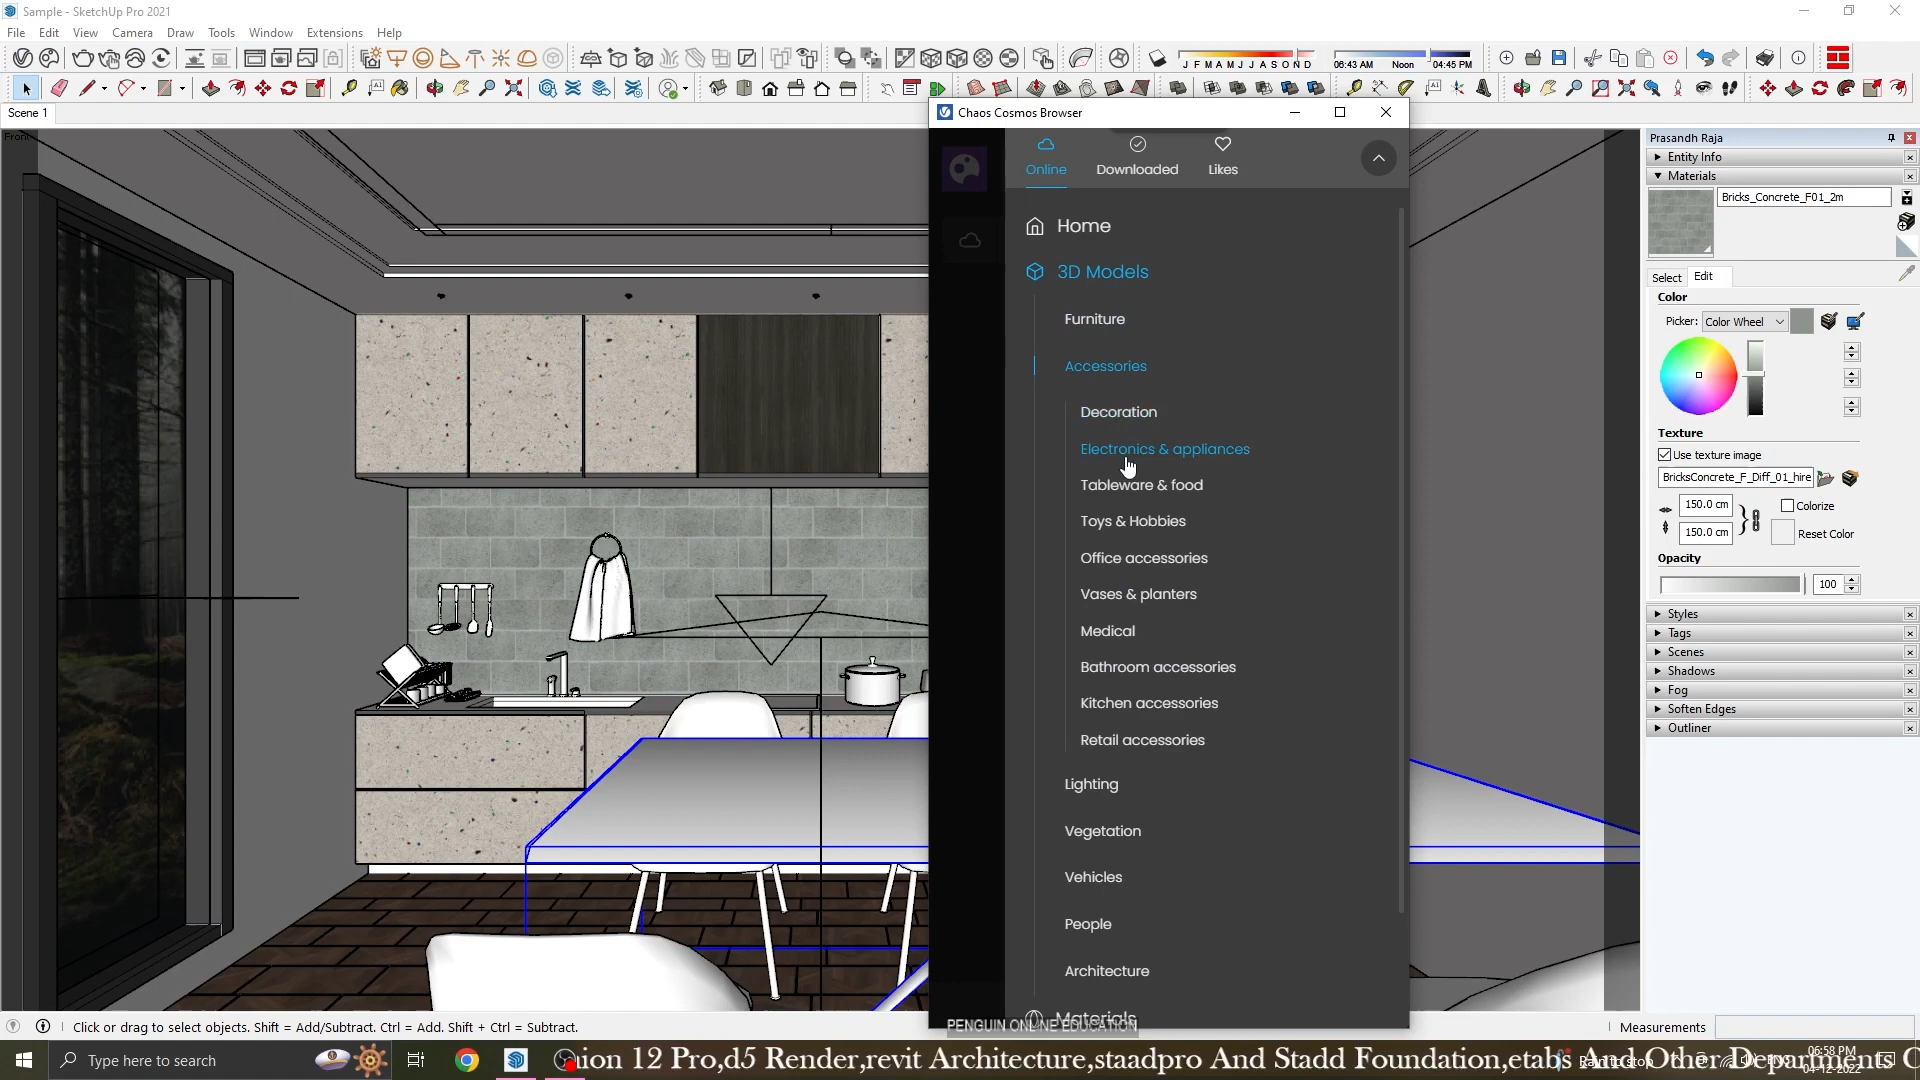 Sample - SketchUp Pro 2021
File Edit View Camera Draw Tools Window Extensions Help
J F M A M J J A S O N D
06:43 AM Noon 04:45 PM
Scene 1
Front
Chaos Cosmos Browser
Online
Downloaded
Likes
Home
3D Models
Furniture
Accessories
Decoration
Electronics & appliances
Tableware & food
Toys & Hobbies
Office accessories
Vases & planters
Medical
Bathroom accessories
Kitchen accessories
Retail accessories
Lighting
Vegetation
Vehicles
People
Architecture
Materials
PENGUIN ONLINE EDUCATION
Prasandh Raja
Entity Info
Materials
Bricks_Concrete_F01_2m
Select Edit
Color
Picker: Color Wheel
Texture
Use texture image
BricksConcrete_F_Diff_01_hire
150.0 cm
Colorize
150.0 cm
Reset Color
Opacity
100
Styles
Tags
Scenes
Shadows
Fog
Soften Edges
Outliner
Click or drag to select objects. Shift = Add/Subtract. Ctrl = Add. Shift + Ctrl = Subtract.
Measurements
Type here to search
ion 12 Pro,d5 Render,revit Architecture,staadpro And Stadd Foundation,etabs And Other Departments C
06:58 PM
04-12-2022